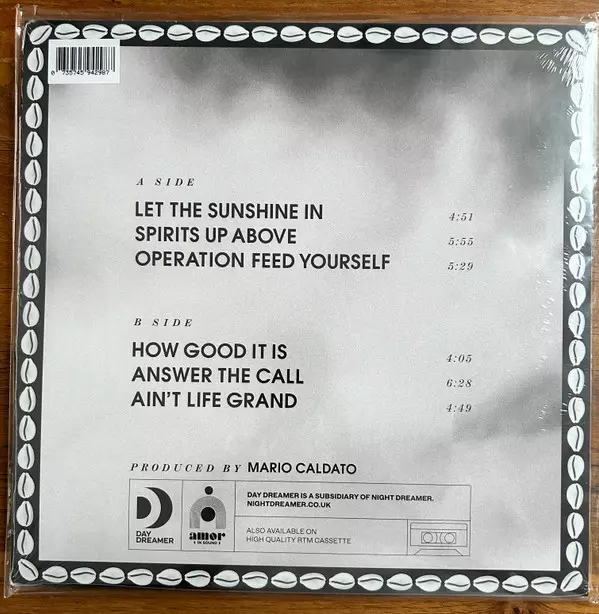 0 735745 942987
A SIDE
LET THE SUNSHINE IN 4:51
SPIRITS UP ABOVE 5:55
OPERATION FEED YOURSELF 5:29
B SIDE
HOW GOOD IT IS 4:05
ANSWER THE CALL 6:28
AIN'T LIFE GRAND 4:49
PRODUCED BY MARIO CALDATO
DAY
DREAMER
amor
IN SOUND
DAY DREAMER IS A SUBSIDIARY OF NIGHT DREAMER.
NIGHTDREAMER.CO.UK
ALSO AVAILABLE ON
HIGH QUALITY RTM CASSETTE